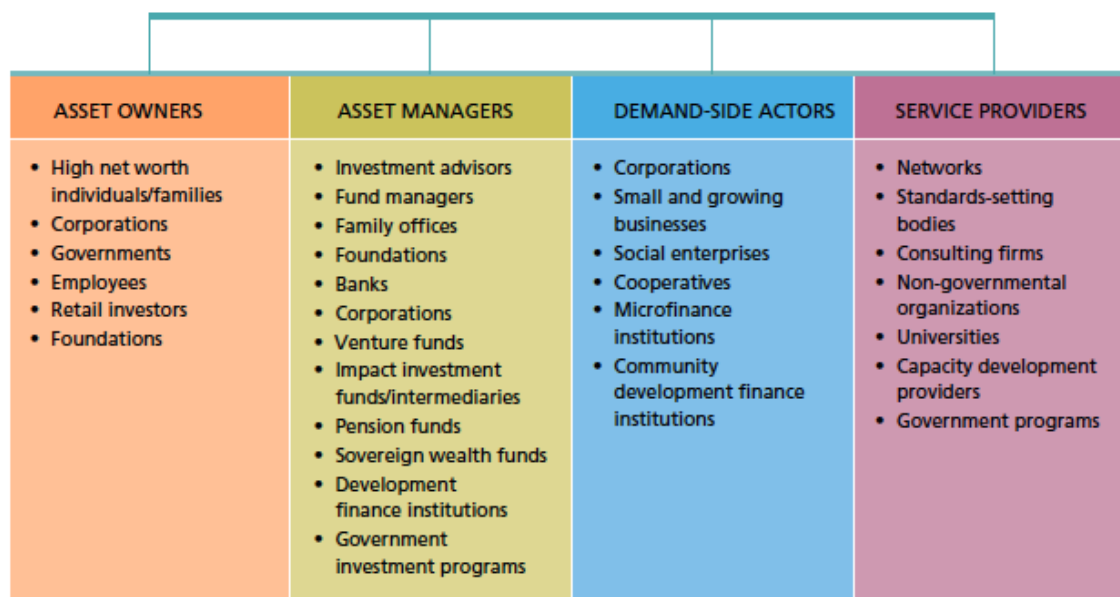 ASSET OWNERS
• High net worth
individuals/families
• Corporations
• Governments
• Employees
• Retail investors
• Foundations
ASSET MANAGERS
• Investment advisors
• Fund managers
• Family offices
• Foundations
• Banks
• Corporations
• Venture funds
• Impact investment
funds/intermediaries
• Pension funds
• Sovereign wealth funds
• Development
finance institutions
• Government
investment programs
DEMAND-SIDE ACTORS
• Corporations
• Small and growing
businesses
• Social enterprises
• Cooperatives
• Microfinance
institutions
• Community
development finance
institutions
SERVICE PROVIDERS
• Networks
• Standards-setting
bodies
• Consulting firms
• Non-governmental
organizations
• Universities
• Capacity development
providers
• Government programs